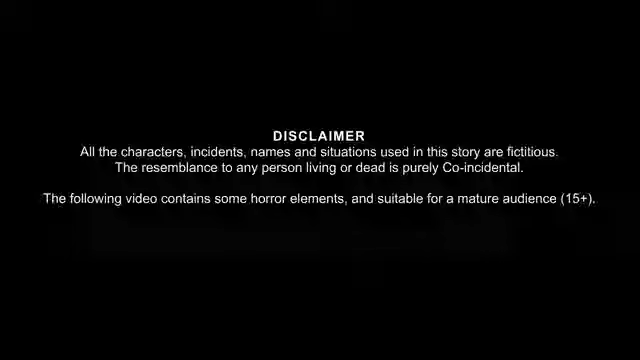 DISCLAIMER
All the characters, incidents, names and situations used in this story are fictitious.
The resemblance to any person living or dead is purely Co-incidental.
The following video contains some horror elements, and suitable for a mature audience (15+).